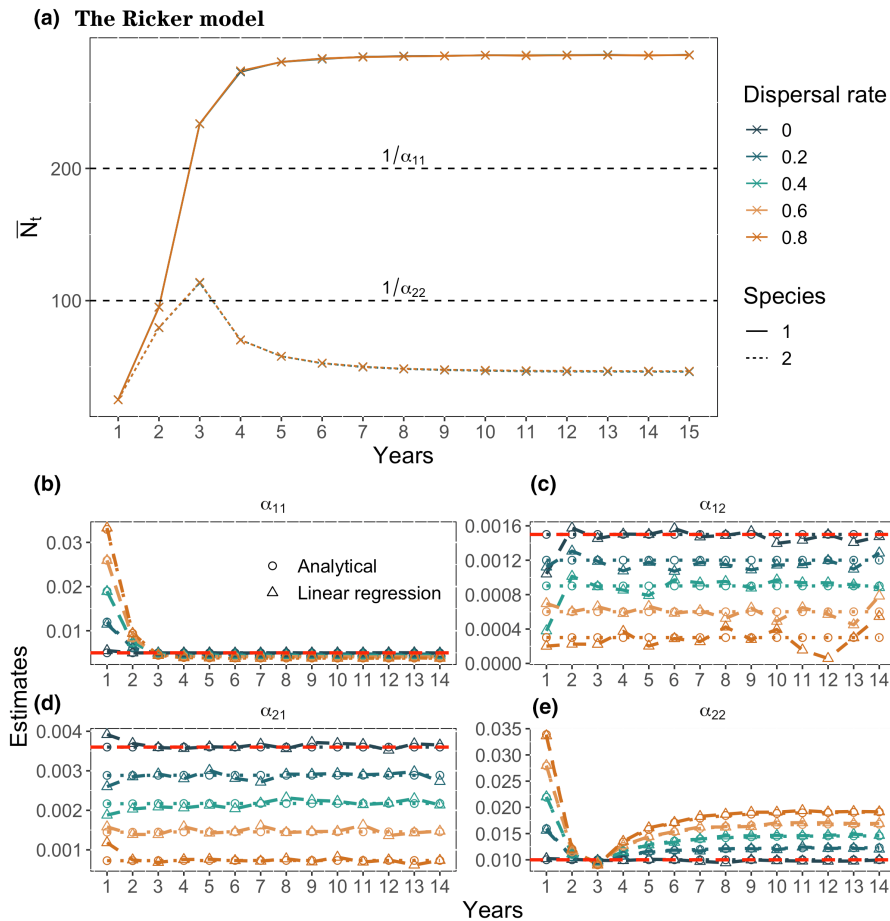 (a) The Ricker model
200
100
N̄t
1/α11
1/α22
1 2 3 4 5 6 7 8 9 10 11 12 13 14 15
Years
Dispersal rate
0
0.2
0.4
0.6
0.8
Species
1
2
Estimates
(b)
α11
0.03
0.02
0.01
Analytical
Linear regression
1 2 3 4 5 6 7 8 9 10 11 12 13 14
(c)
α12
0.0016
0.0012
0.0008
0.0004
0.0000
1 2 3 4 5 6 7 8 9 10 11 12 13 14
(d)
α21
0.004
0.003
0.002
0.001
1 2 3 4 5 6 7 8 9 10 11 12 13 14
(e)
α22
0.035
0.030
0.025
0.020
0.015
0.010
1 2 3 4 5 6 7 8 9 10 11 12 13 14
Years